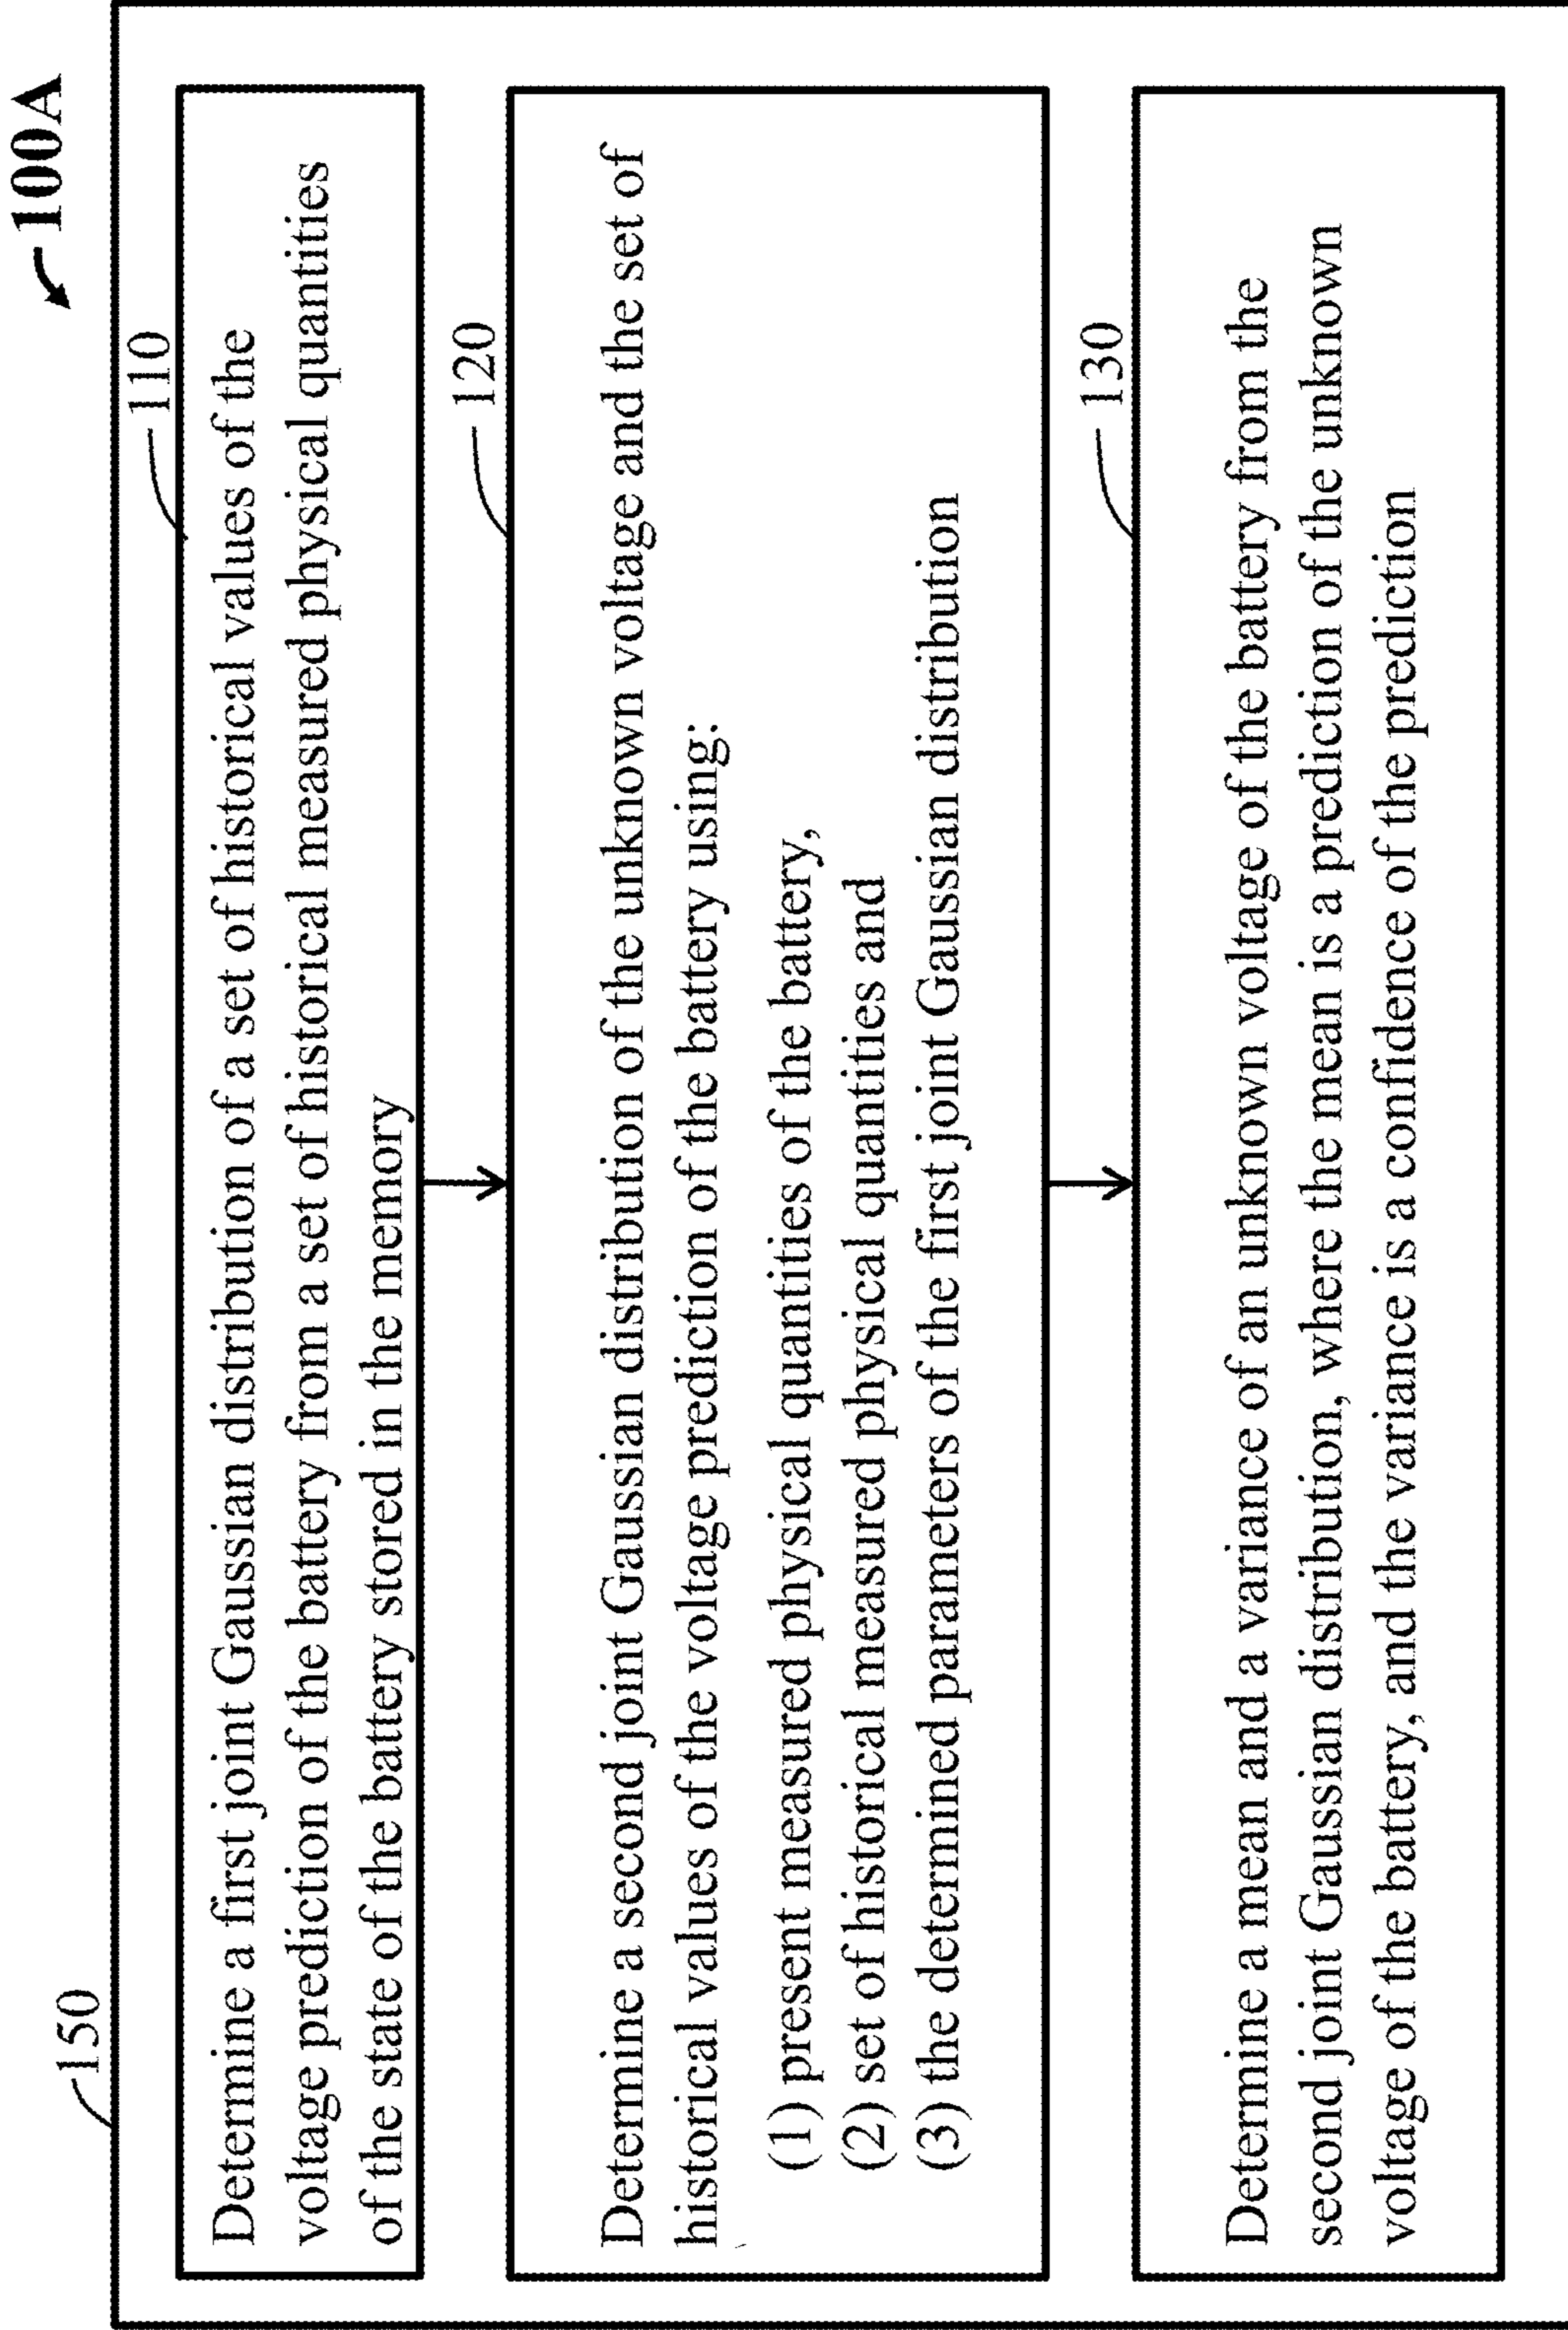 100A
150
110
Determine a first joint Gaussian distribution of a set of historical values of the
voltage prediction of the battery from a set of historical measured physical quantities
of the state of the battery stored in the memory
120
Determine a second joint Gaussian distribution of the unknown voltage and the set of
historical values of the voltage prediction of the battery using:
(1) present measured physical quantities of the battery,
(2) set of historical measured physical quantities and
(3) the determined parameters of the first joint Gaussian distribution
130
Determine a mean and a variance of an unknown voltage of the battery from the
second joint Gaussian distribution, where the mean is a prediction of the unknown
voltage of the battery, and the variance is a confidence of the prediction